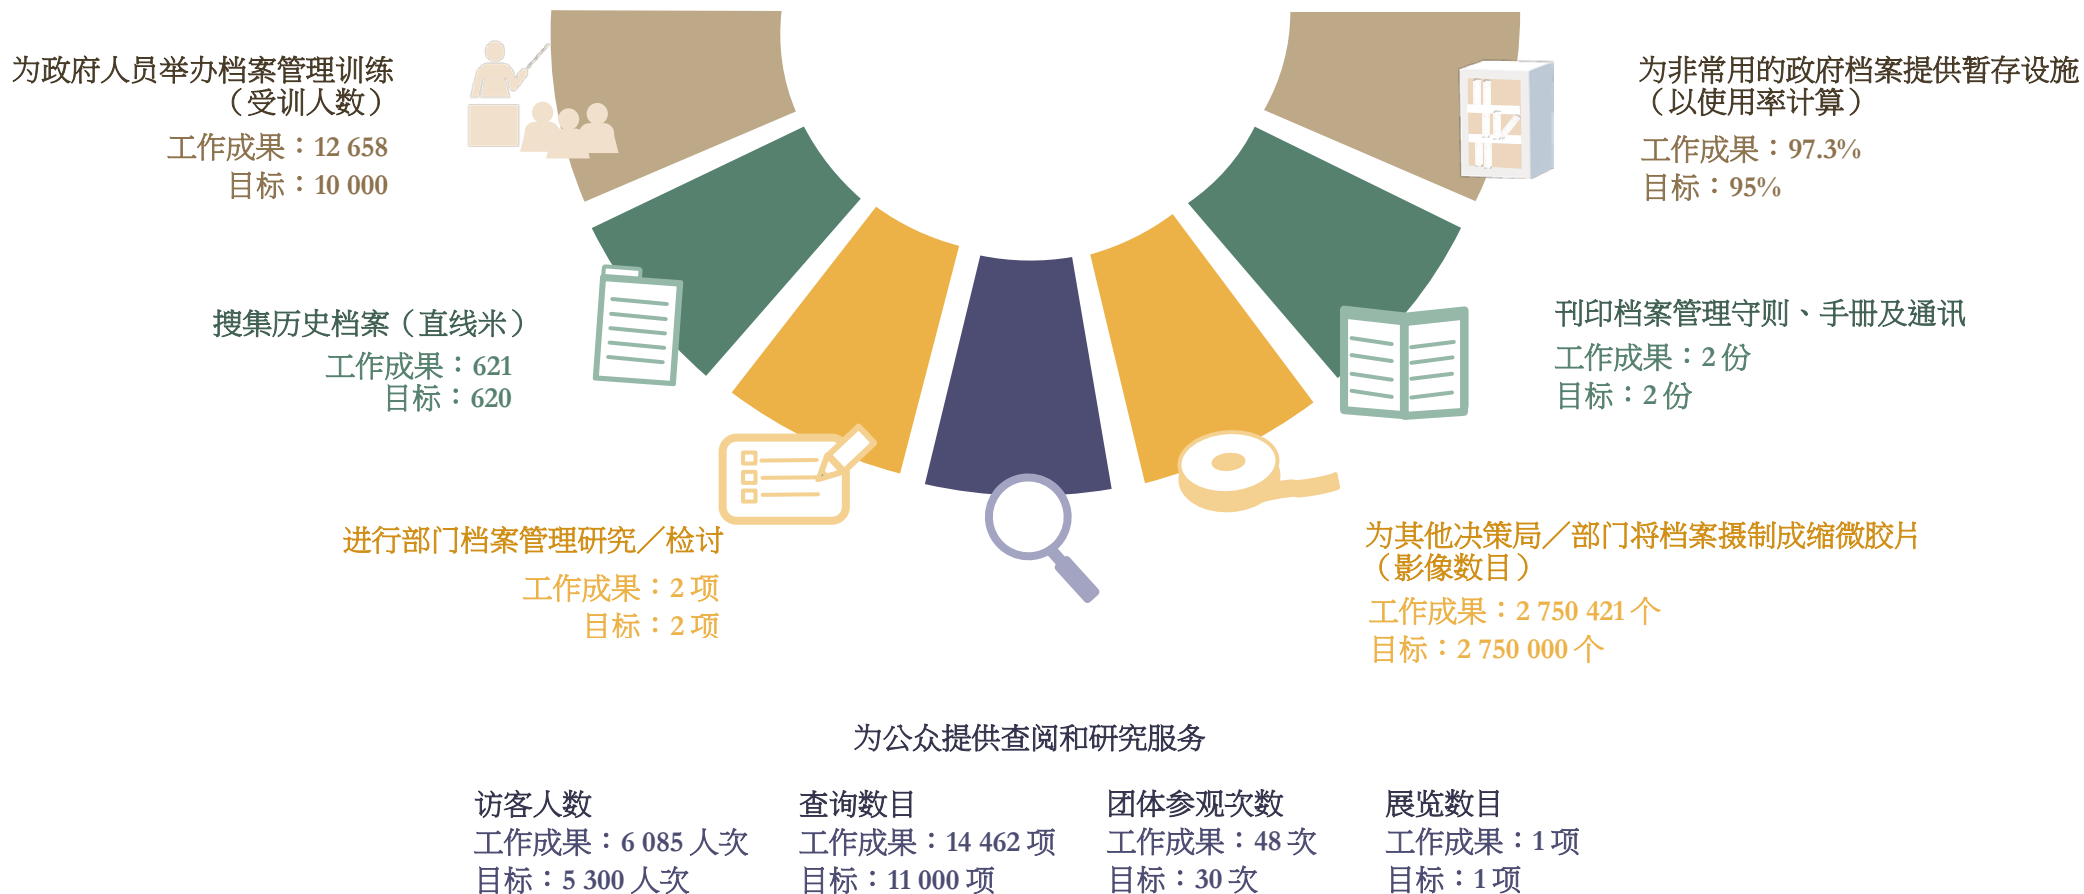 为政府人员举办档案管理训练
（受训人数）
工作成果：12 658
目标：10 000
搜集历史档案（直线米）
工作成果：621
目标：620
进行部门档案管理研究／检讨
工作成果：2 项
目标：2 项
为非常用的政府档案提供暂存设施
（以使用率计算）
工作成果：97.3%
目标：95%
刊印档案管理守则、手册及通讯
工作成果：2 份
目标：2 份
为其他决策局／部门将档案摄制成缩微胶片
（影像数目）
工作成果：2 750 421 个
目标：2 750 000 个
为公众提供查阅和研究服务
访客人数
工作成果：6 085 人次
目标：5 300 人次
查询数目
工作成果：14 462 项
目标：11 000 项
团体参观次数
工作成果：48 次
目标：30 次
展览数目
工作成果：1 项
目标：1 项